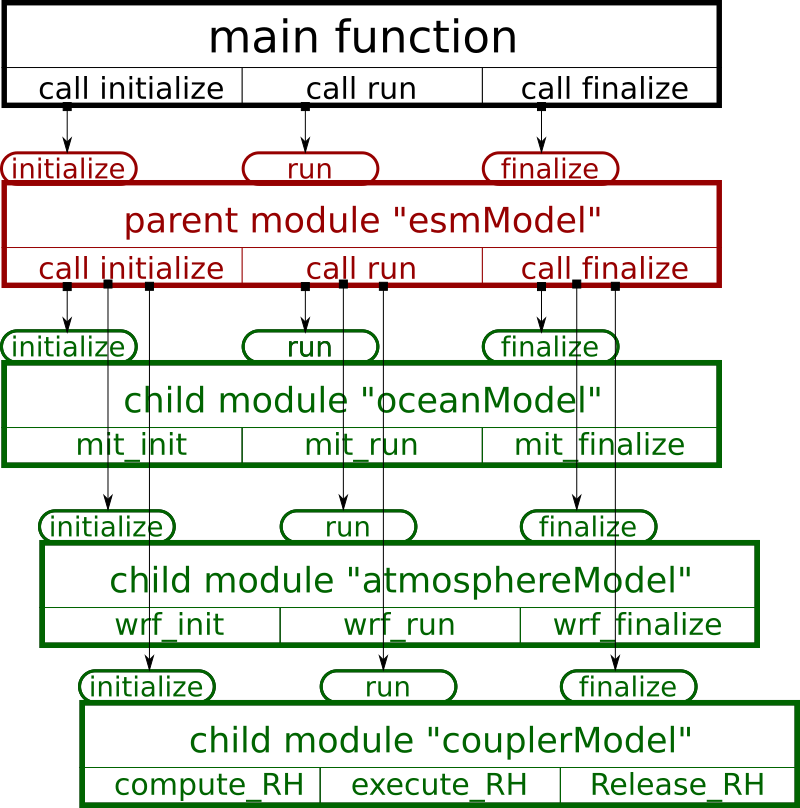 main function
call initialize call run call finalize
initialize run finalize
parent module "esmModel"
call initialize call run call finalize
initialize run finalize
child module "oceanModel"
mit_init mit_run mit_finalize
initialize run finalize
child module "atmosphereModel"
wrf_init wrf_run wrf_finalize
initialize run finalize
child module "couplerModel"
compute_RH execute_RH Release_RH